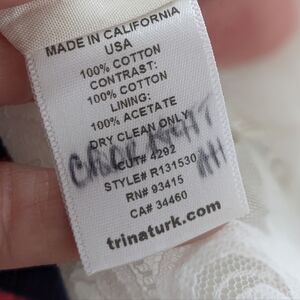 MADE IN CALIFORNIA
USA
100% COTTON
CONTRAST:
100% COTTON
LINING:
100% ACETATE
DRY CLEAN ONLY
CUT# 4292
STYLE# R131530
RN# 93415
CA# 34460
trinaturk.com